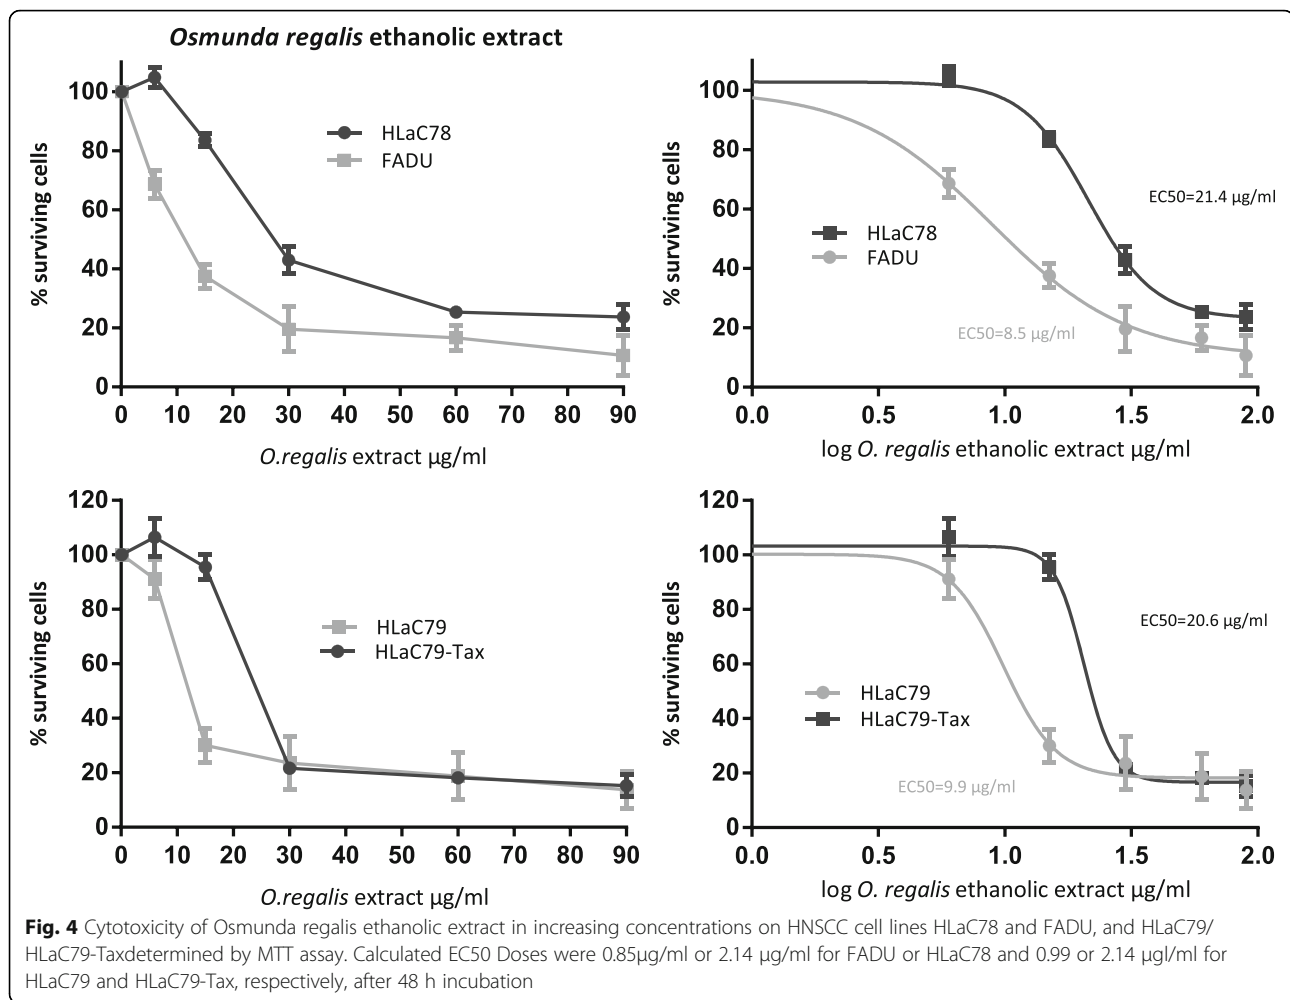 Osmunda regalis ethanolic extract
100
80
60
40
20
0
% surviving cells
HLaC78
FADU
0 10 20 30 40 50 60 70 80 90
O.regalis extract µg/ml
100
80
60
40
20
0
% surviving cells
EC50=21.4 µg/ml
HLaC78
FADU
EC50=8.5 µg/ml
0.0 0.5 1.0 1.5 2.0
log O. regalis ethanolic extract µg/ml
120
100
80
60
40
20
0
% surviving cells
HLaC79
HLaC79-Tax
0 10 20 30 40 50 60 70 80 90
O.regalis extract µg/ml
120
100
80
60
40
20
0
% surviving cells
EC50=20.6 µg/ml
HLaC79
HLaC79-Tax
EC50=9.9 µg/ml
0.0 0.5 1.0 1.5 2.0
log O. regalis ethanolic extract µg/ml
Fig. 4 Cytotoxicity of Osmunda regalis ethanolic extract in increasing concentrations on HNSCC cell lines HLaC78 and FADU, and HLaC79/
HLaC79-Taxdetermined by MTT assay. Calculated EC50 Doses were 0.85µg/ml or 2.14 µg/ml for FADU or HLaC78 and 0.99 or 2.14 µgl/ml for
HLaC79 and HLaC79-Tax, respectively, after 48 h incubation